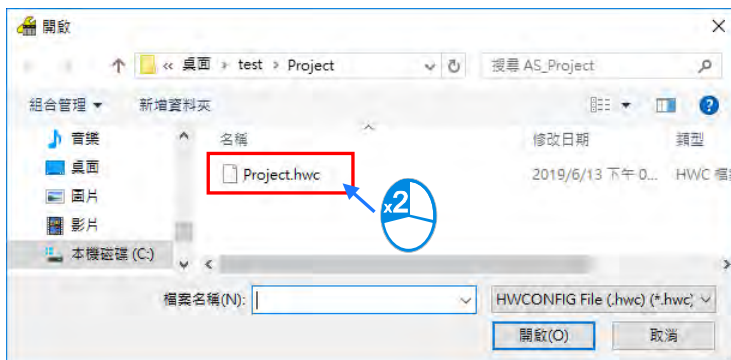 開啟
« 桌面 › test › Project
搜尋 AS_Project
組合管理
新增資料夾
音樂
桌面
圖片
影片
本機磁碟 (C:)
名稱
修改日期
類型
Project.hwc
2019/6/13 下午 0...
HWC 檔
x2
檔案名稱(N):
HWCONFIG File (.hwc) (*.hwc;
開啟(O)
取消